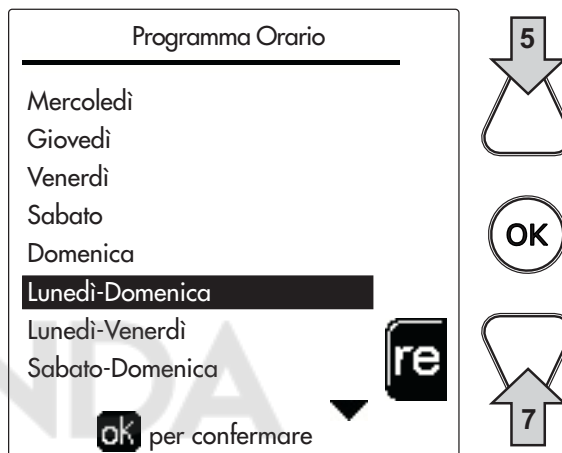 Programma Orario
Mercoledì
Giovedì
Venerdì
Sabato
Domenica
Lunedì-Domenica
Lunedì-Venerdì
Sabato-Domenica
ok per confermare
re
5
OK
7
NDA